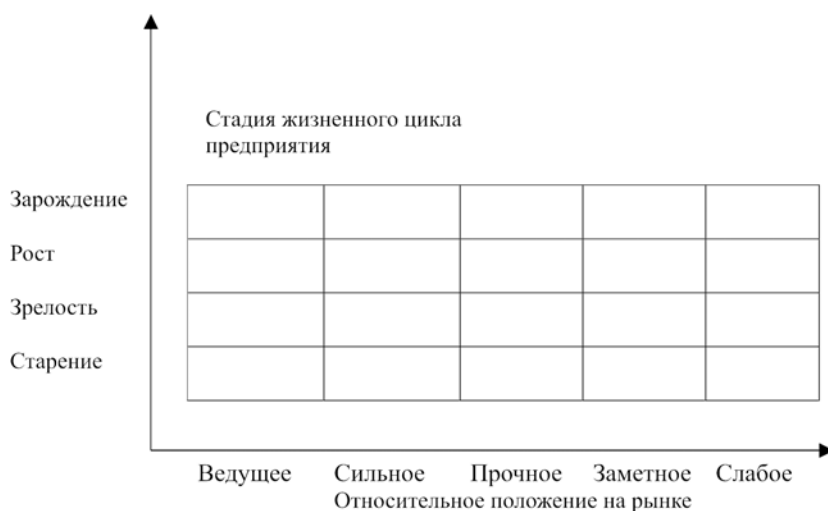 Стадия жизненного цикла
предприятия
Зарождение
Рост
Зрелость
Старение
Ведущее Сильное Прочное Заметное Слабое
Относительное положение на рынке